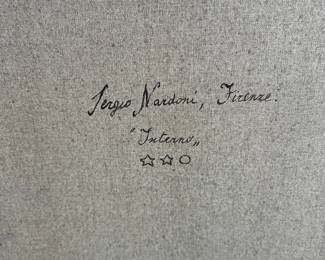 Sergio Nardoni, Firenze.
"Interno„
☆☆○